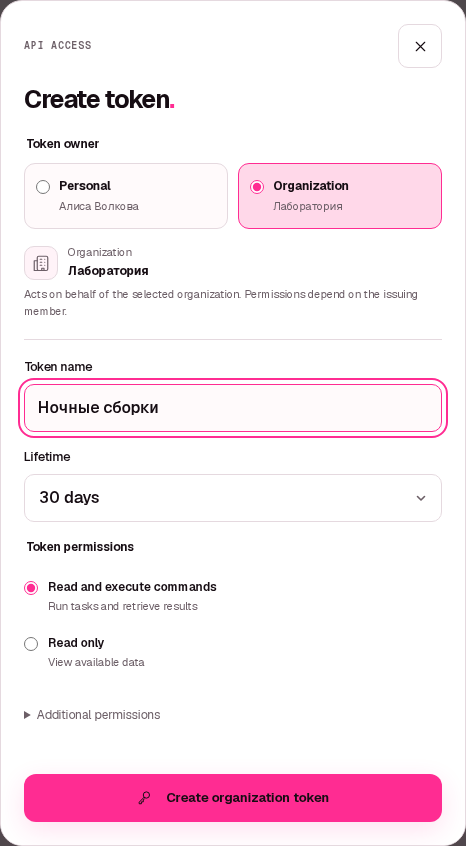 API ACCESS
Create token.
Token owner
Personal
Алиса Волкова
Organization
Лаборатория
Organization
Лаборатория
Acts on behalf of the selected organization. Permissions depend on the issuing
member.
Token name
Ночные сборки
Lifetime
30 days
Token permissions
Read and execute commands
Run tasks and retrieve results
Read only
View available data
Additional permissions
Create organization token